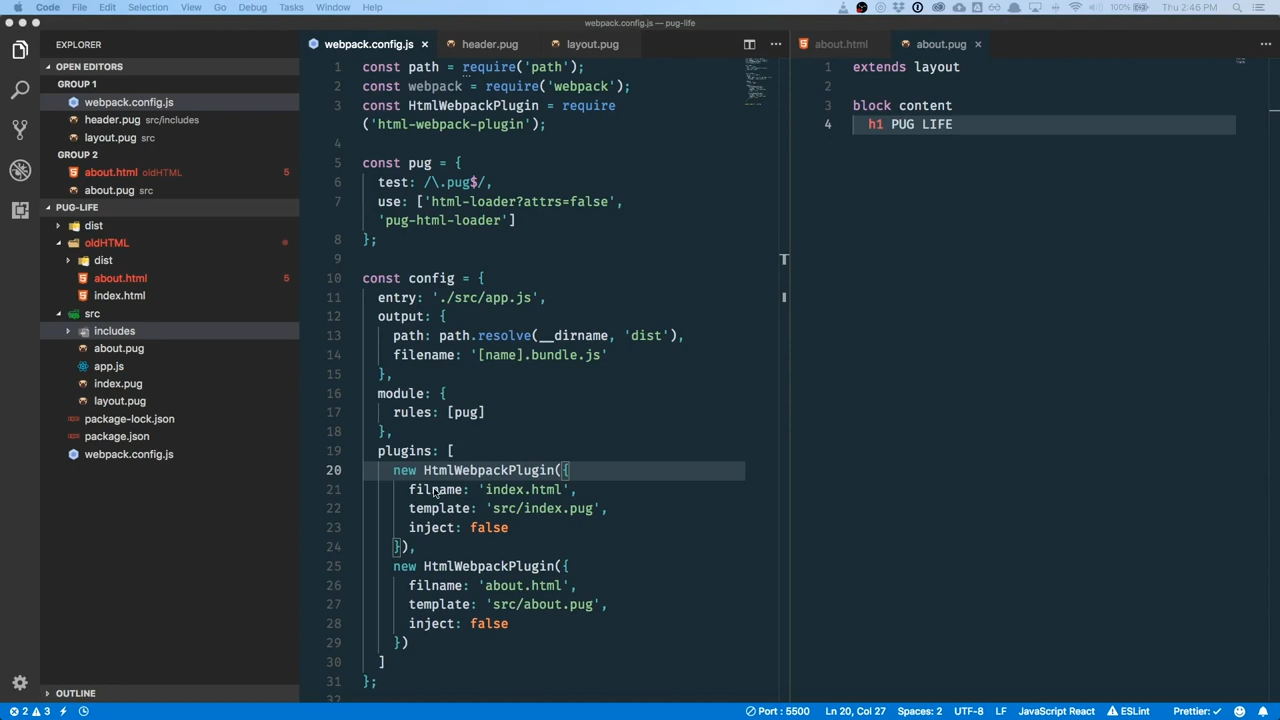 Code File Edit Selection View Go Debug Tasks Window Help
100% Thu 2:46 PM
webpack.config.js — pug-life
EXPLORER
OPEN EDITORS
GROUP 1
webpack.config.js
header.pug src/includes
layout.pug src
GROUP 2
about.html oldHTML 5
about.pug src
PUG-LIFE
dist
oldHTML
dist
about.html 5
index.html
src
includes
about.pug
app.js
index.pug
layout.pug
package-lock.json
package.json
webpack.config.js
OUTLINE
webpack.config.js × header.pug layout.pug
1 const path = require('path');
2 const webpack = require('webpack');
3 const HtmlWebpackPlugin = require
('html-webpack-plugin');
4
5 const pug = {
6 test: /\.pug$/,
7 use: ['html-loader?attrs=false',
'pug-html-loader']
8 };
9
10 const config = {
11 entry: './src/app.js',
12 output: {
13 path: path.resolve(__dirname, 'dist'),
14 filename: '[name].bundle.js'
15 },
16 module: {
17 rules: [pug]
18 },
19 plugins: [
20 new HtmlWebpackPlugin({
21 filname: 'index.html',
22 template: 'src/index.pug',
23 inject: false
24 }),
25 new HtmlWebpackPlugin({
26 filname: 'about.html',
27 template: 'src/about.pug',
28 inject: false
29 })
30 ]
31 };
32
about.html about.pug ×
1 extends layout
2
3 block content
4 h1 PUG LIFE
2 3 Port : 5500 Ln 20, Col 27 Spaces: 2 UTF-8 LF JavaScript React ESLint Prettier: ✓